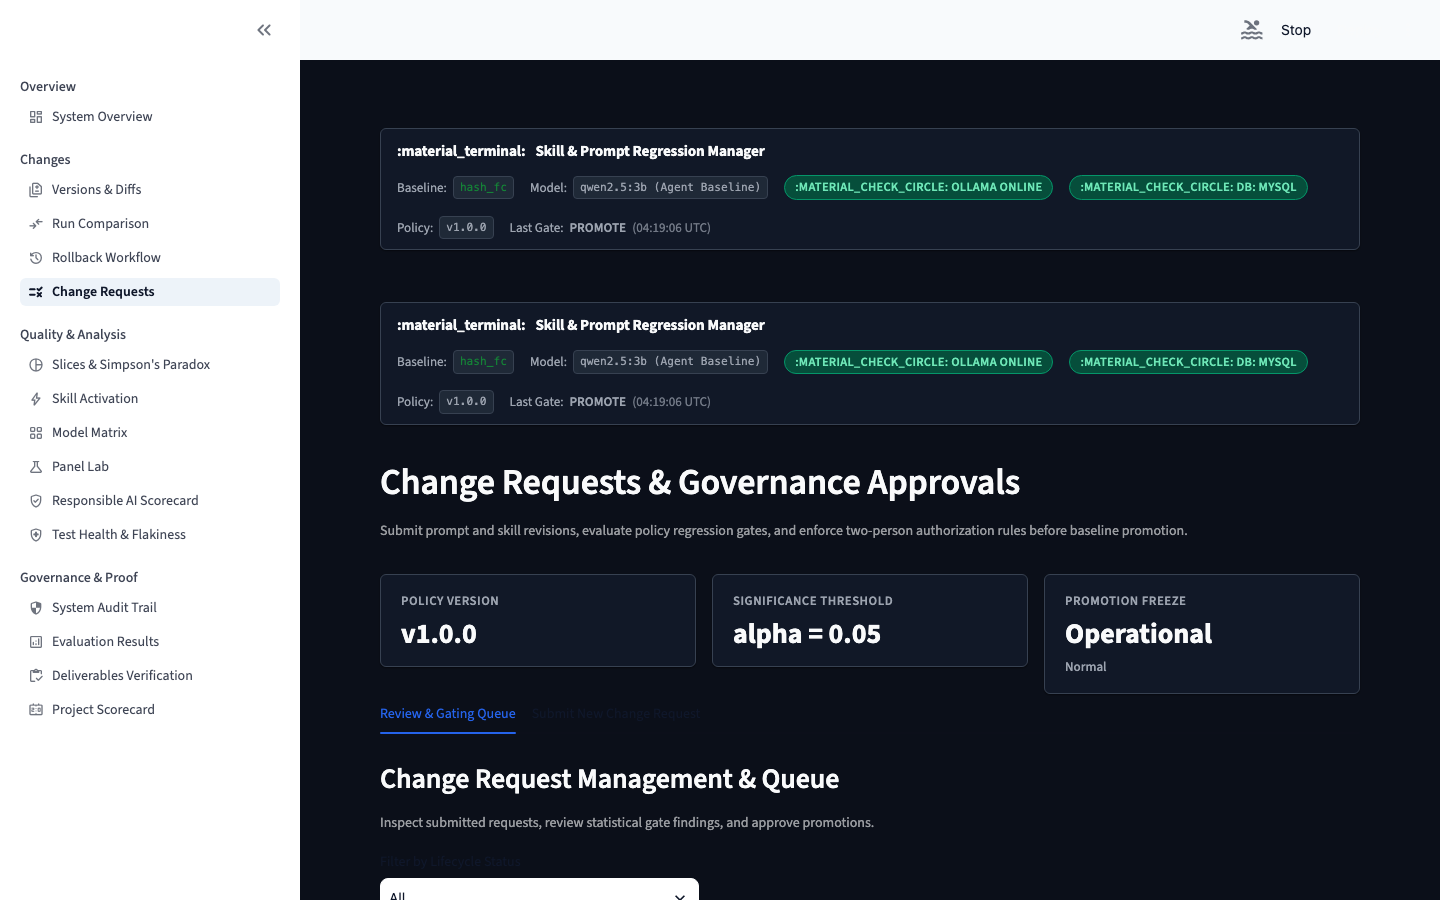 Stop
Overview
System Overview
Changes
Versions & Diffs
Run Comparison
Rollback Workflow
Change Requests
Quality & Analysis
Slices & Simpson's Paradox
Skill Activation
Model Matrix
Panel Lab
Responsible AI Scorecard
Test Health & Flakiness
Governance & Proof
System Audit Trail
Evaluation Results
Deliverables Verification
Project Scorecard
:material_terminal: Skill & Prompt Regression Manager
Baseline: hash_fc Model: qwen2.5:3b (Agent Baseline) :MATERIAL_CHECK_CIRCLE: OLLAMA ONLINE :MATERIAL_CHECK_CIRCLE: DB: MYSQL
Policy: v1.0.0 Last Gate: PROMOTE (04:19:06 UTC)
:material_terminal: Skill & Prompt Regression Manager
Baseline: hash_fc Model: qwen2.5:3b (Agent Baseline) :MATERIAL_CHECK_CIRCLE: OLLAMA ONLINE :MATERIAL_CHECK_CIRCLE: DB: MYSQL
Policy: v1.0.0 Last Gate: PROMOTE (04:19:06 UTC)
Change Requests & Governance Approvals
Submit prompt and skill revisions, evaluate policy regression gates, and enforce two-person authorization rules before baseline promotion.
POLICY VERSION
v1.0.0
SIGNIFICANCE THRESHOLD
alpha = 0.05
PROMOTION FREEZE
Operational
Normal
Review & Gating Queue Submit New Change Request
Change Request Management & Queue
Inspect submitted requests, review statistical gate findings, and approve promotions.
Filter by Lifecycle Status
All